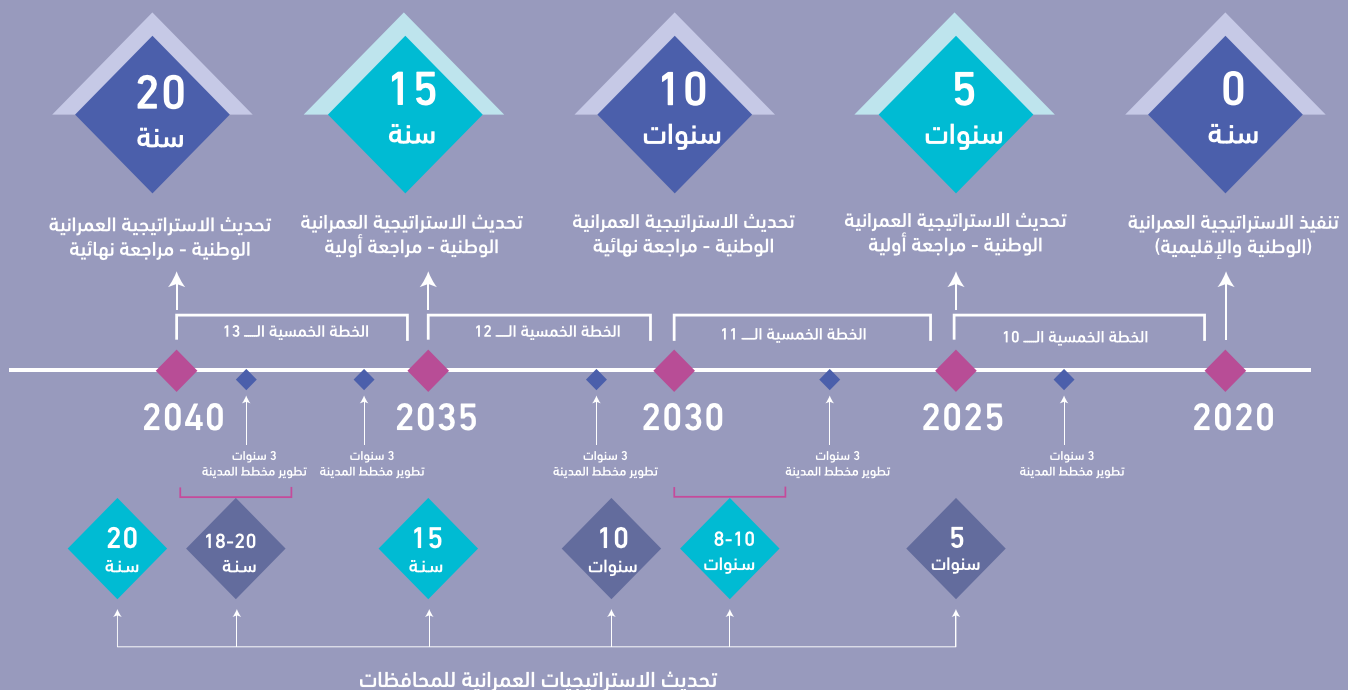 0
سنة
5
سنوات
10
سنوات
15
سنة
20
سنة
تنفيذ الاستراتيجية العمرانية
(الوطنية والإقليمية)
تحديث الاستراتيجية العمرانية
الوطنية - مراجعة أولية
تحديث الاستراتيجية العمرانية
الوطنية - مراجعة نهائية
تحديث الاستراتيجية العمرانية
الوطنية - مراجعة أولية
تحديث الاستراتيجية العمرانية
الوطنية - مراجعة نهائية
الخطة الخمسية الـــ 10
الخطة الخمسية الـــ 11
الخطة الخمسية الـــ 12
الخطة الخمسية الـــ 13
2020
2025
2030
2035
2040
3 سنوات
تطوير مخطط المدينة
3 سنوات
تطوير مخطط المدينة
3 سنوات
تطوير مخطط المدينة
3 سنوات
تطوير مخطط المدينة
3 سنوات
تطوير مخطط المدينة
5
سنوات
8-10
سنوات
10
سنوات
15
سنة
18-20
سنة
20
سنة
تحديث الاستراتيجيات العمرانية للمحافظات